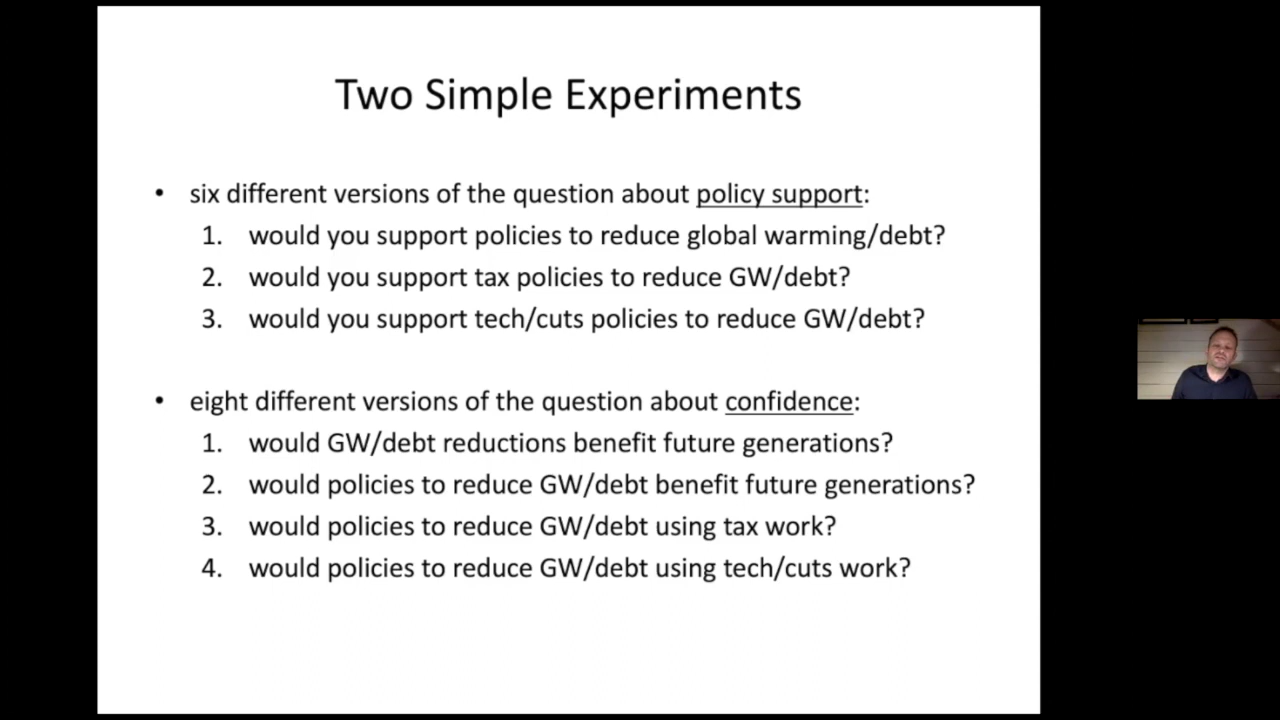 Two Simple Experiments
• six different versions of the question about policy support:
1. would you support policies to reduce global warming/debt?
2. would you support tax policies to reduce GW/debt?
3. would you support tech/cuts policies to reduce GW/debt?
• eight different versions of the question about confidence:
1. would GW/debt reductions benefit future generations?
2. would policies to reduce GW/debt benefit future generations?
3. would policies to reduce GW/debt using tax work?
4. would policies to reduce GW/debt using tech/cuts work?